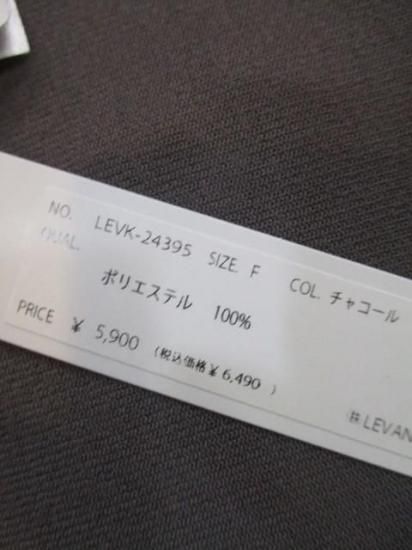 NO. LEVK-24395 SIZE. F COL. チャコール
QUAL.
ポリエステル 100%
PRICE ¥ 5,900 (税込価格¥6,490)
㈱LEVAN